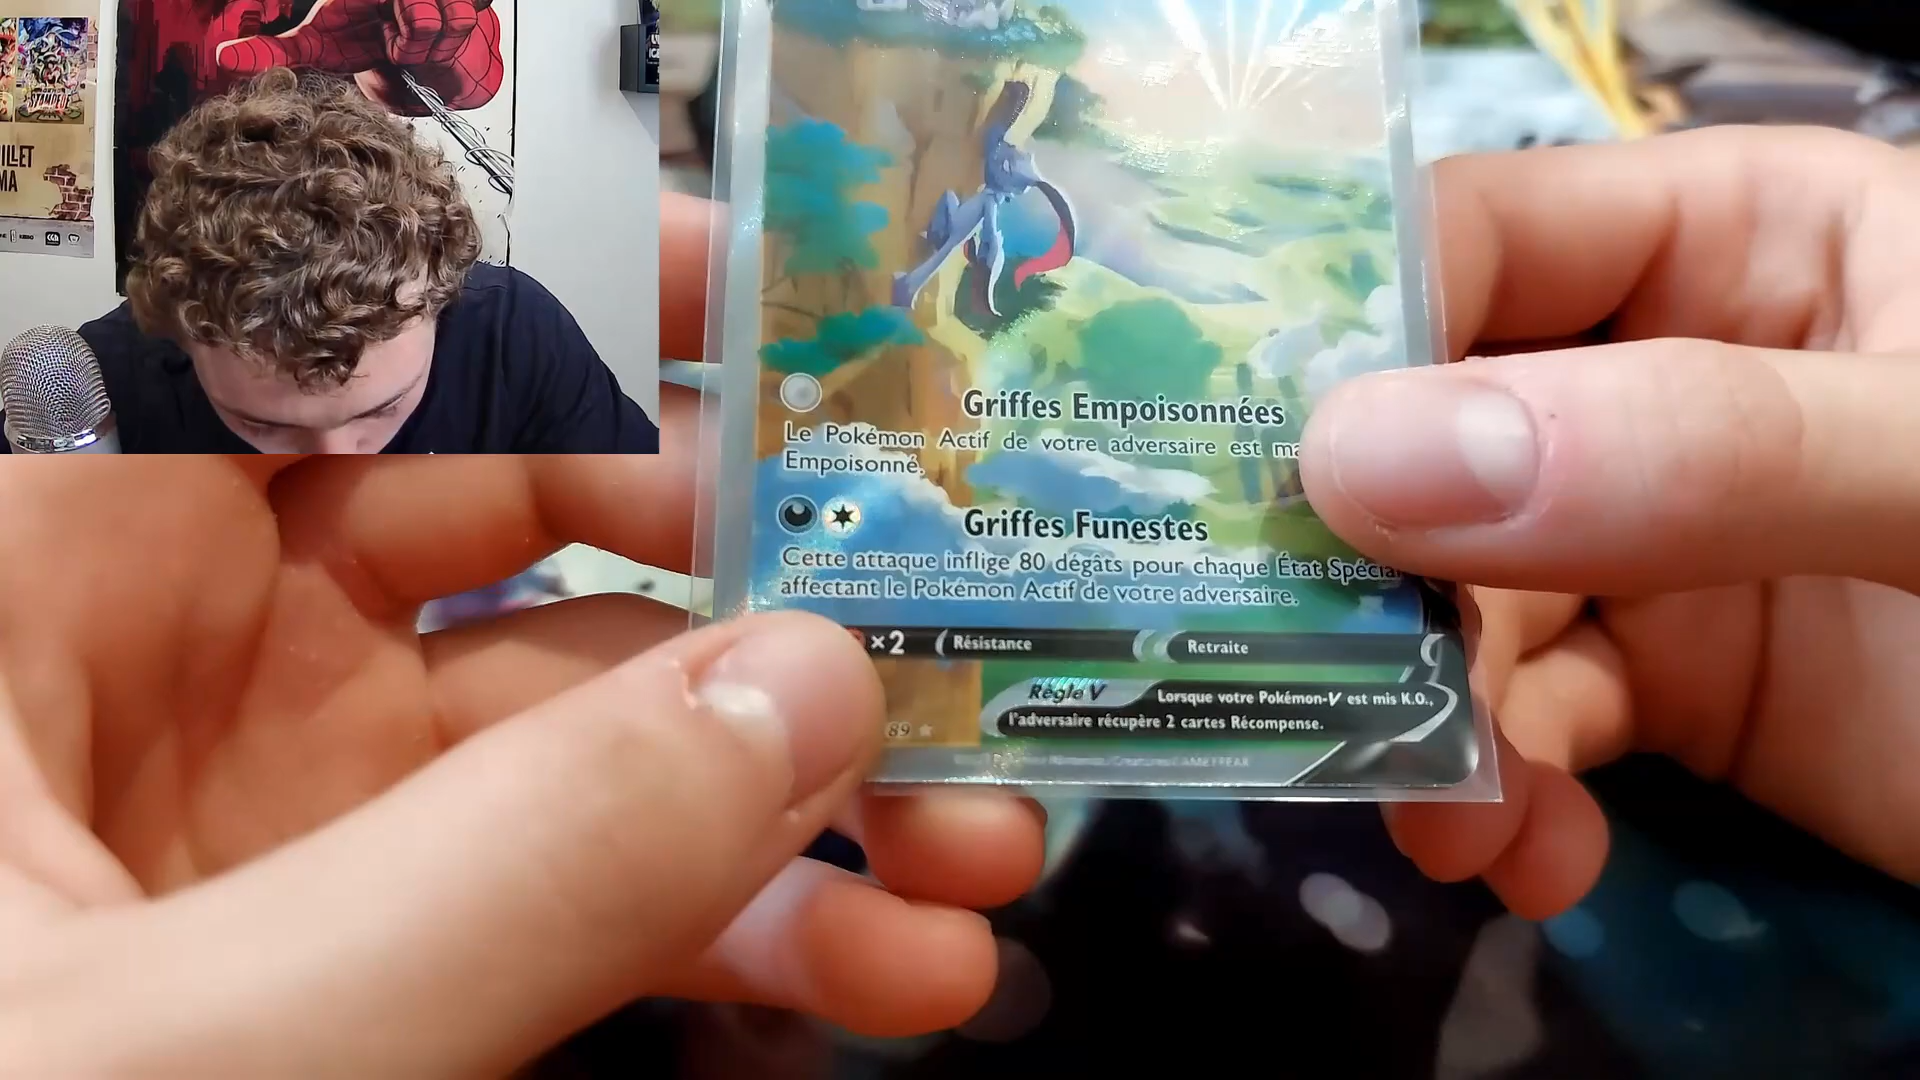 STAMPEDE
Griffes Empoisonnées
Le Pokémon Actif de votre adversaire est ma
Empoisonné.
Griffes Funestes
Cette attaque inflige 80 dégâts pour chaque État Spécial
affectant le Pokémon Actif de votre adversaire.
×2 Résistance Retraite
Règle V Lorsque votre Pokémon-V est mis K.O.,
l'adversaire récupère 2 cartes Récompense.
89